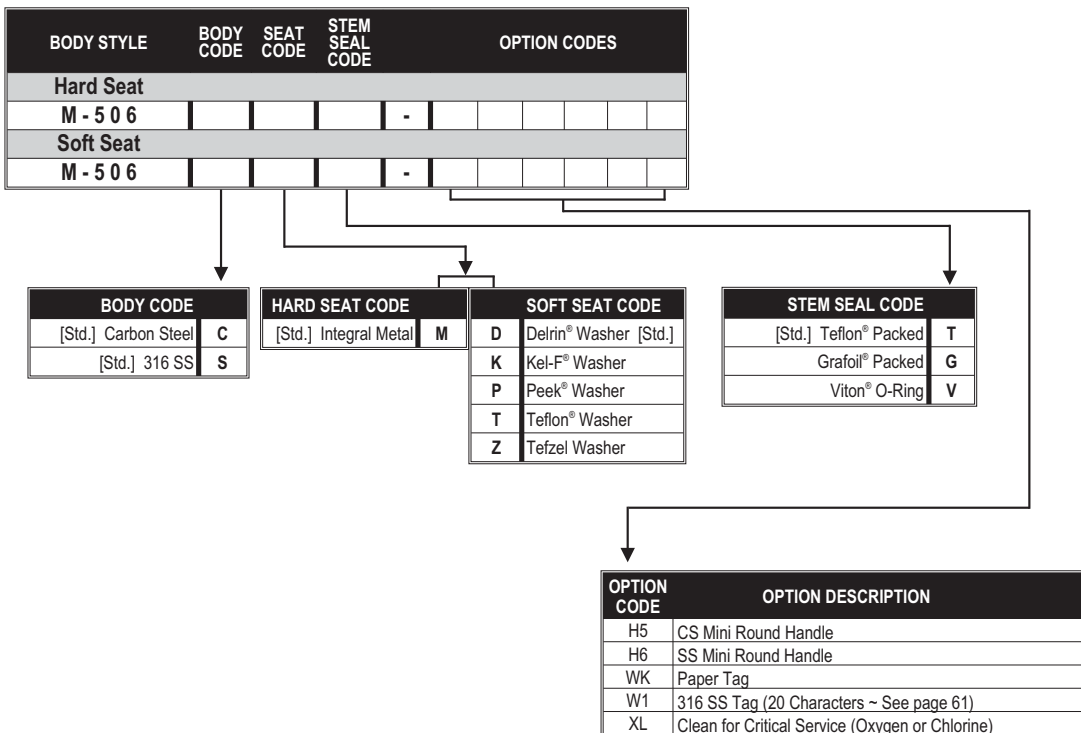 BODY STYLE BODY CODE SEAT CODE STEM SEAL CODE OPTION CODES
Hard Seat
M - 5 0 6 -
Soft Seat
M - 5 0 6 -
BODY CODE
[Std.] Carbon Steel C
[Std.] 316 SS S
HARD SEAT CODE
[Std.] Integral Metal M
SOFT SEAT CODE
D Delrin® Washer [Std.]
K Kel-F® Washer
P Peek® Washer
T Teflon® Washer
Z Tefzel Washer
STEM SEAL CODE
[Std.] Teflon® Packed T
Grafoil® Packed G
Viton® O-Ring V
OPTION CODE OPTION DESCRIPTION
H5 CS Mini Round Handle
H6 SS Mini Round Handle
WK Paper Tag
W1 316 SS Tag (20 Characters ~ See page 61)
XL Clean for Critical Service (Oxygen or Chlorine)